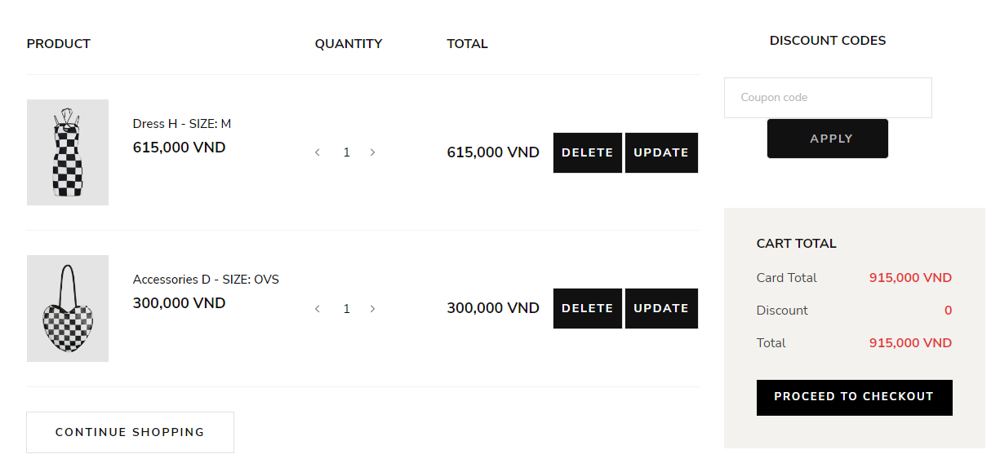 PRODUCT QUANTITY TOTAL
Dress H - SIZE: M
615,000 VND
1
615,000 VND
DELETE
UPDATE
Accessories D - SIZE: OVS
300,000 VND
1
300,000 VND
DELETE
UPDATE
CONTINUE SHOPPING
DISCOUNT CODES
Coupon code
APPLY
CART TOTAL
Card Total 915,000 VND
Discount 0
Total 915,000 VND
PROCEED TO CHECKOUT